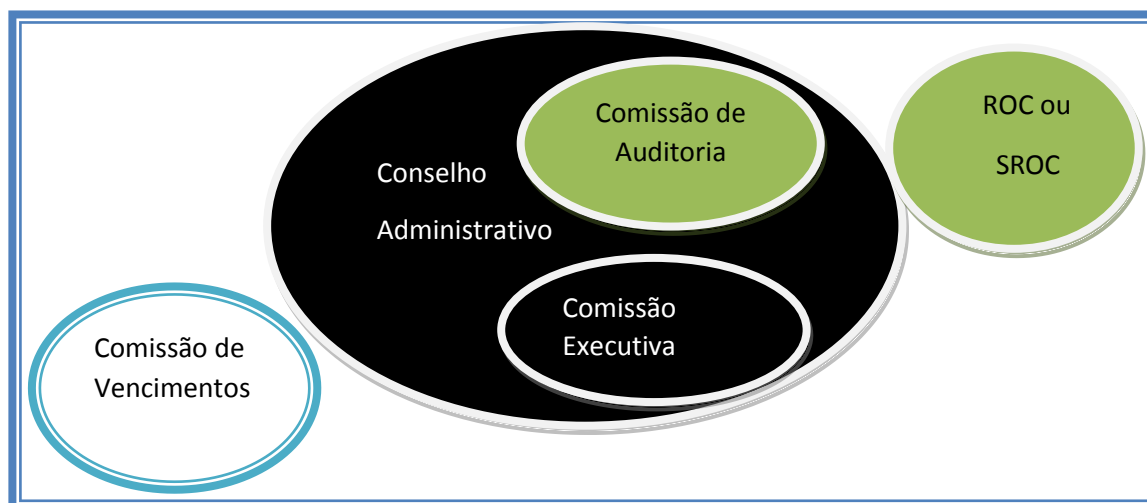 Comissão de
Auditoria
ROC ou
SROC
Conselho
Administrativo
Comissão
Executiva
Comissão de
Vencimentos